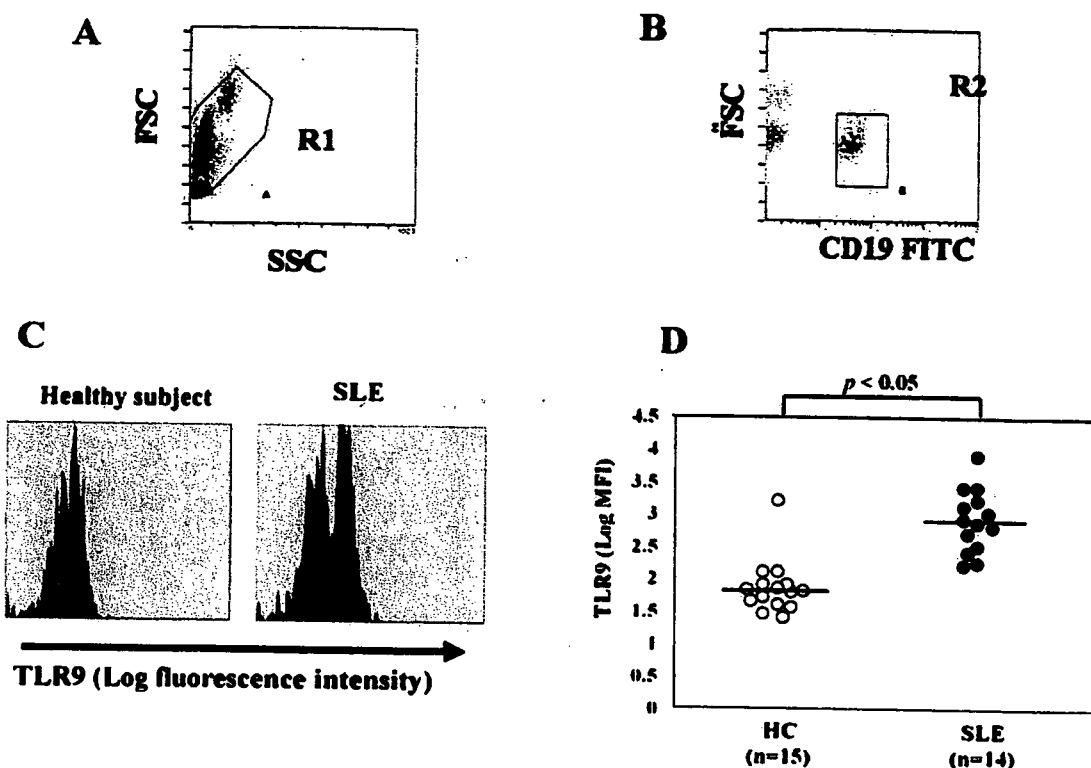 A
FSC
R1
SSC
B
FSC
R2
CD19 FITC
C
Healthy subject
SLE
TLR9 (Log fluorescence intensity)
D
p < 0.05
TLR9 (Log MFI)
4.5
4
3.5
3
2.5
2
1.5
1
0.5
0
HC
(n=15)
SLE
(n=14)